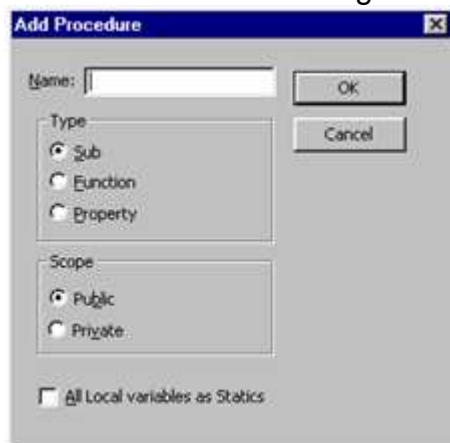 Add Procedure
Name:
OK
Cancel
Type
Sub
Function
Property
Scope
Public
Private
All Local variables as Statics